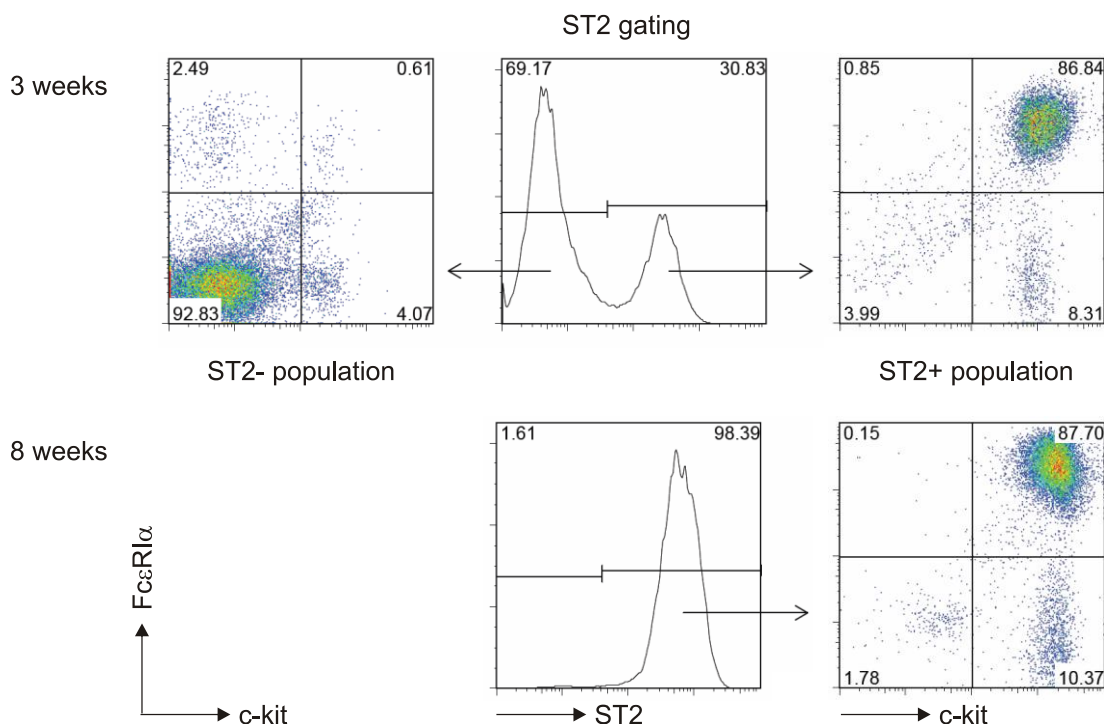 ST2 gating
3 weeks
2.49 0.61
69.17 30.83
0.85 86.84
92.83 4.07
3.99 8.31
ST2- population
ST2+ population
8 weeks
1.61 98.39
0.15 87.70
1.78 10.37
FcεRIα
c-kit
ST2
c-kit